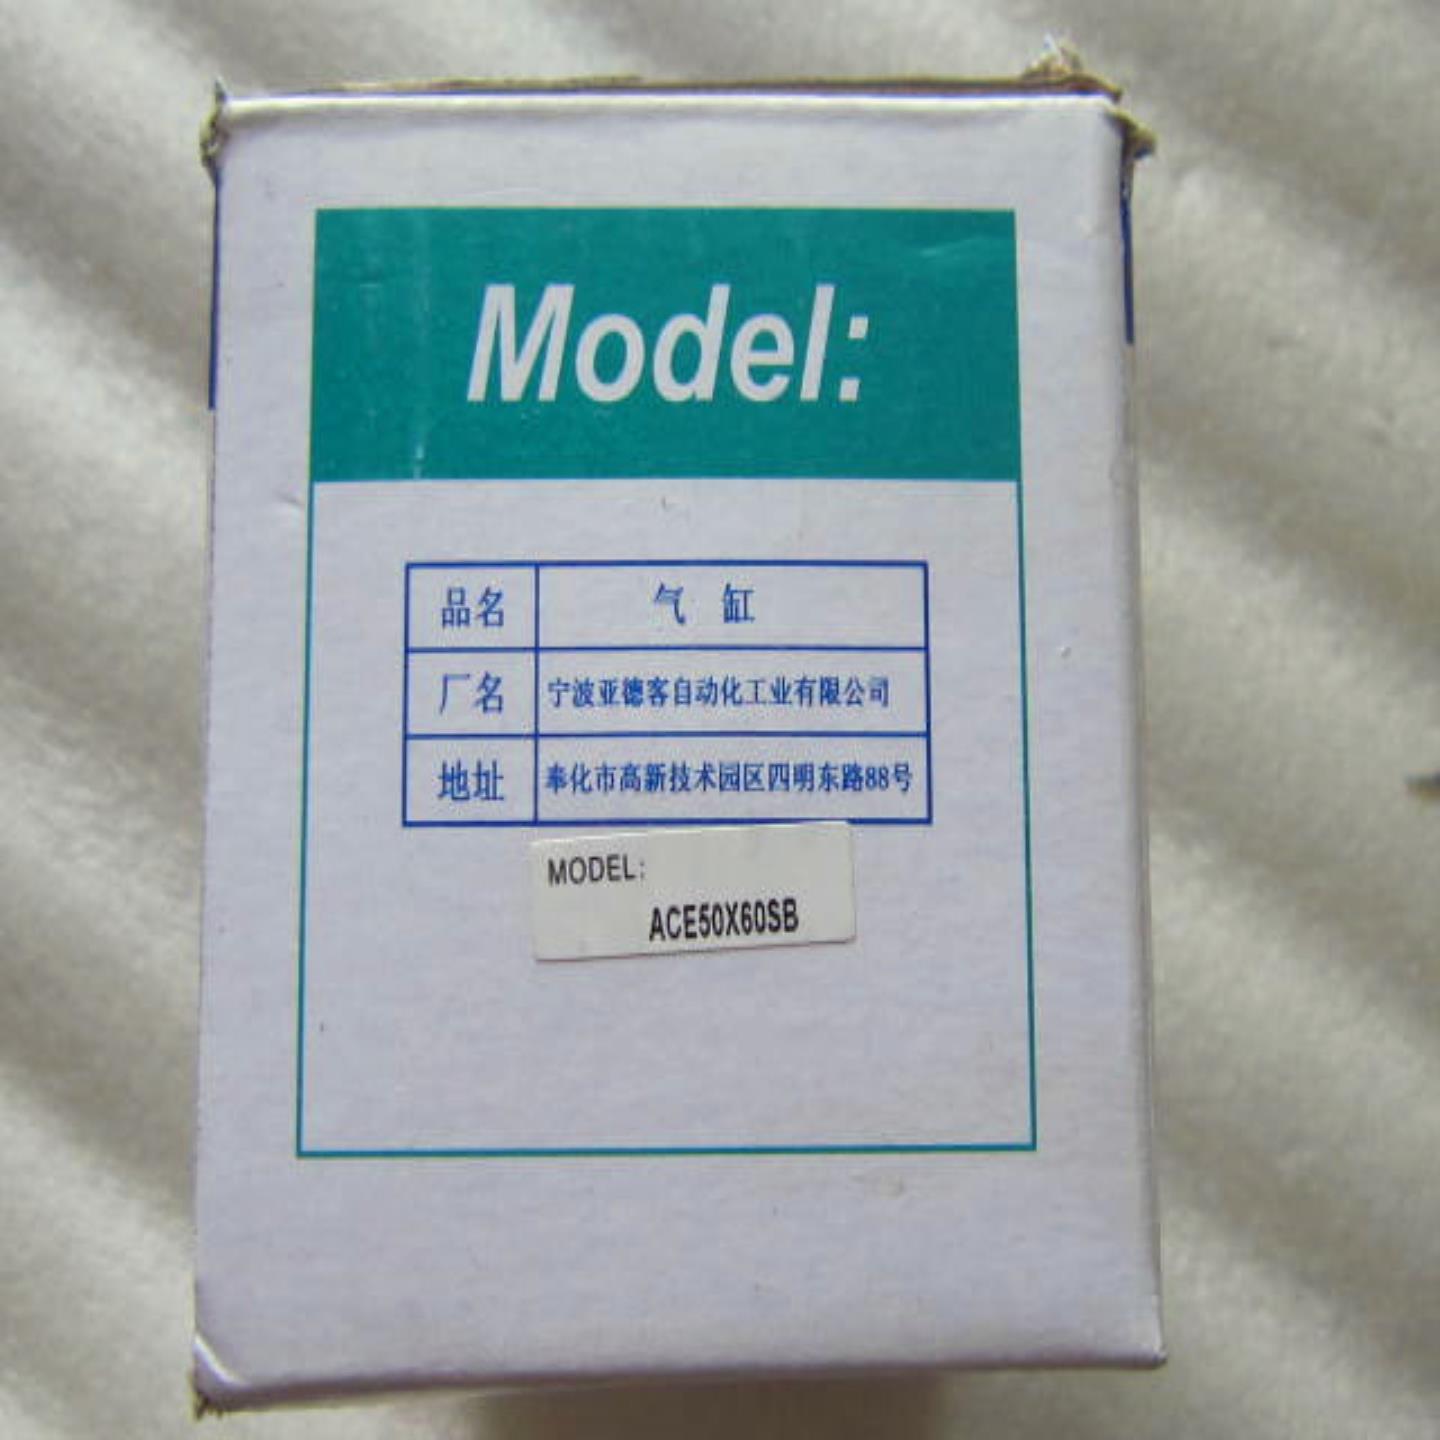 Model:
品名 气缸
厂名 宁波亚德客自动化工业有限公司
地址 奉化市高新技术园区四明东路88号
MODEL:
ACE50X60SB